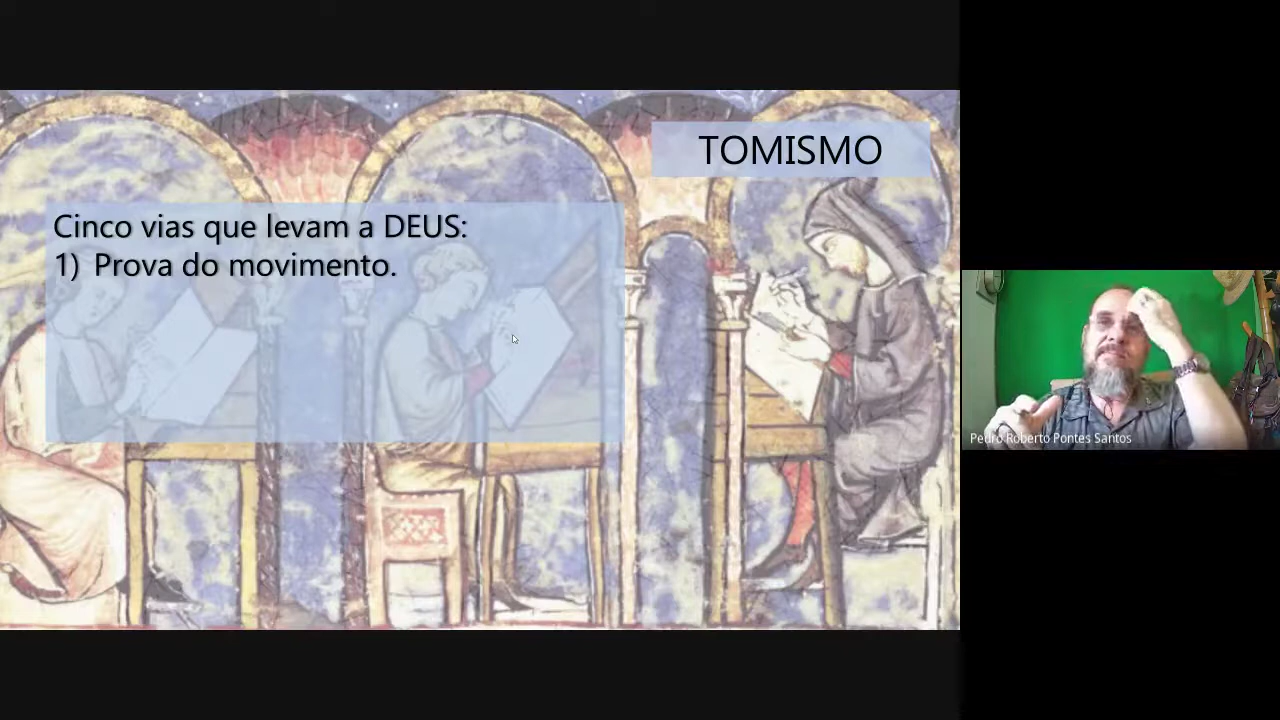 TOMISMO
Cinco vias que levam a DEUS:
1) Prova do movimento.
Pedro Roberto Pontes Santos